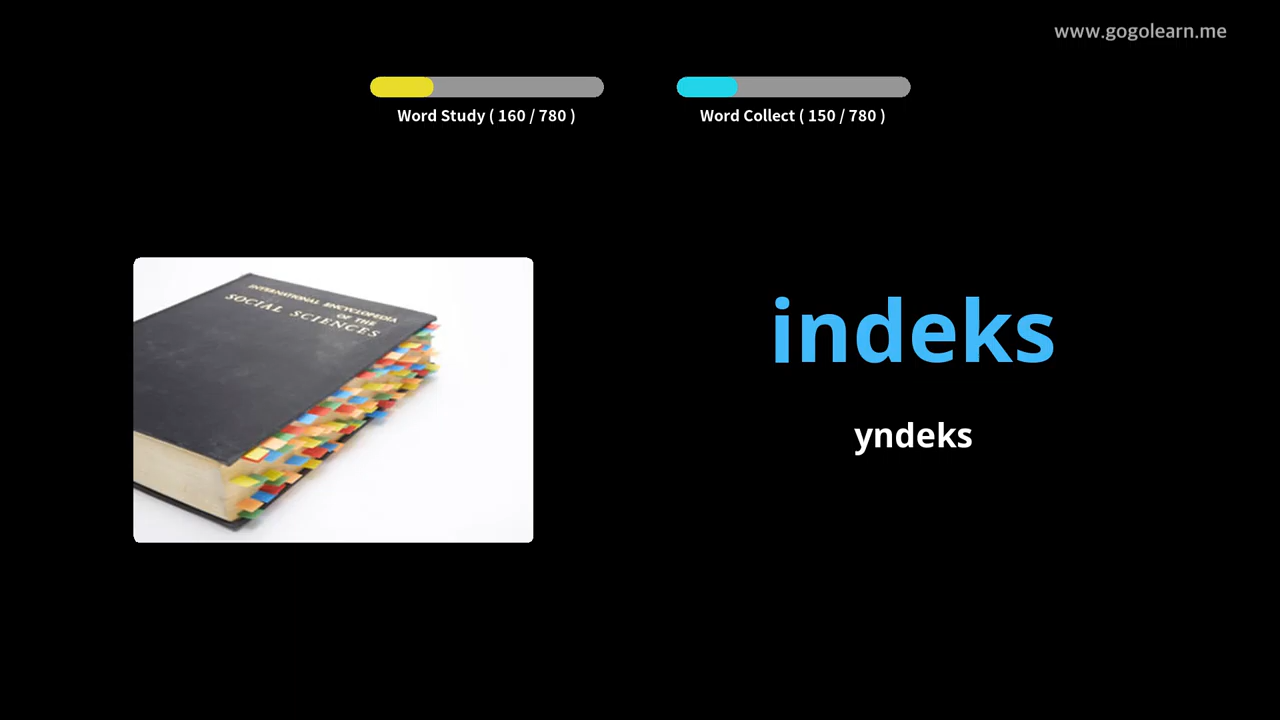 www.gogolearn.me
Word Study ( 160 / 780 )
Word Collect ( 150 / 780 )
INTERNATIONAL ENCYCLOPEDIA
OF THE
SOCIAL SCIENCES
indeks
yndeks